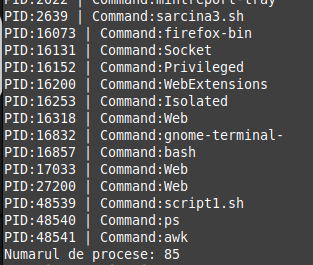 PID:2622 | Command:mintreport-tray
PID:2639 | Command:sarcina3.sh
PID:16073 | Command:firefox-bin
PID:16131 | Command:Socket
PID:16152 | Command:Privileged
PID:16200 | Command:WebExtensions
PID:16253 | Command:Isolated
PID:16318 | Command:Web
PID:16832 | Command:gnome-terminal-
PID:16857 | Command:bash
PID:17033 | Command:Web
PID:27200 | Command:Web
PID:48539 | Command:script1.sh
PID:48540 | Command:ps
PID:48541 | Command:awk
Numarul de procese: 85